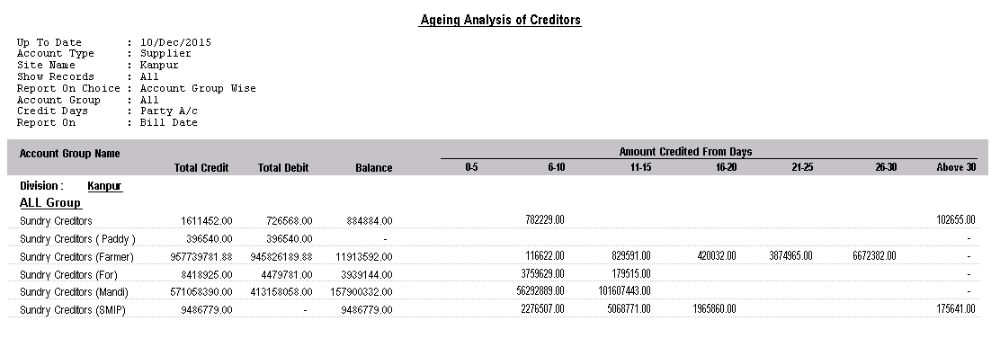 Ageing Analysis of Creditors
Up To Date : 10/Dec/2015
Account Type : Supplier
Site Name : Kanpur
Show Records : All
Report On Choice : Account Group Wise
Account Group : All
Credit Days : Party A/c
Report On : Bill Date
Account Group Name Amount Credited From Days
Total Credit Total Debit Balance 0-5 6-10 11-15 16-20 21-25 26-30 Above 30
Division : Kanpur
ALL Group
Sundry Creditors 1611452.00 726568.00 884884.00 782229.00 102655.00
Sundry Creditors ( Paddy ) 396540.00 396540.00 - -
Sundry Creditors (Farmer) 957739781.88 945826189.88 11913592.00 116622.00 829591.00 420032.00 3874965.00 6672382.00 -
Sundry Creditors (For) 8418925.00 4479781.00 3939144.00 3759629.00 179515.00 -
Sundry Creditors (Mandi) 571058390.00 413158058.00 157900332.00 56292889.00 101607443.00 -
Sundry Creditors (SMIP) 9486779.00 - 9486779.00 2276507.00 5068771.00 1965860.00 175641.00